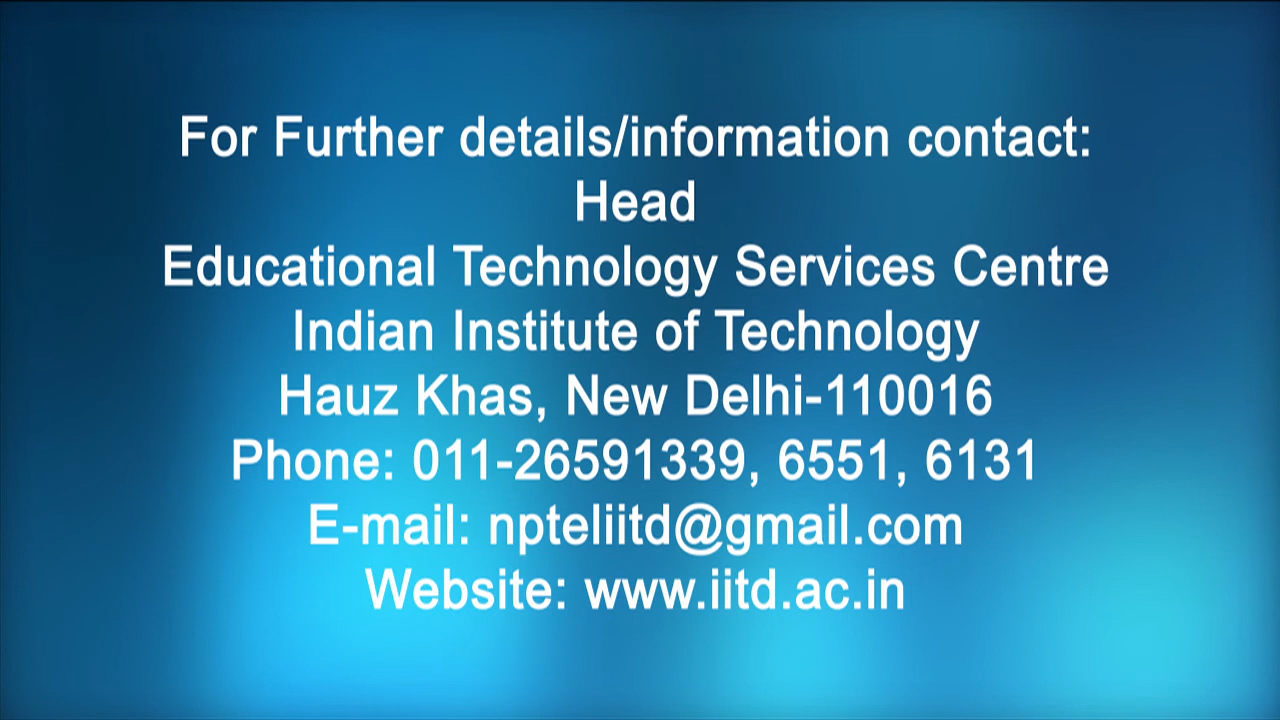 For Further details/information contact:
Head
Educational Technology Services Centre
Indian Institute of Technology
Hauz Khas, New Delhi-110016
Phone: 011-26591339, 6551, 6131
E-mail: npteliitd@gmail.com
Website: www.iitd.ac.in